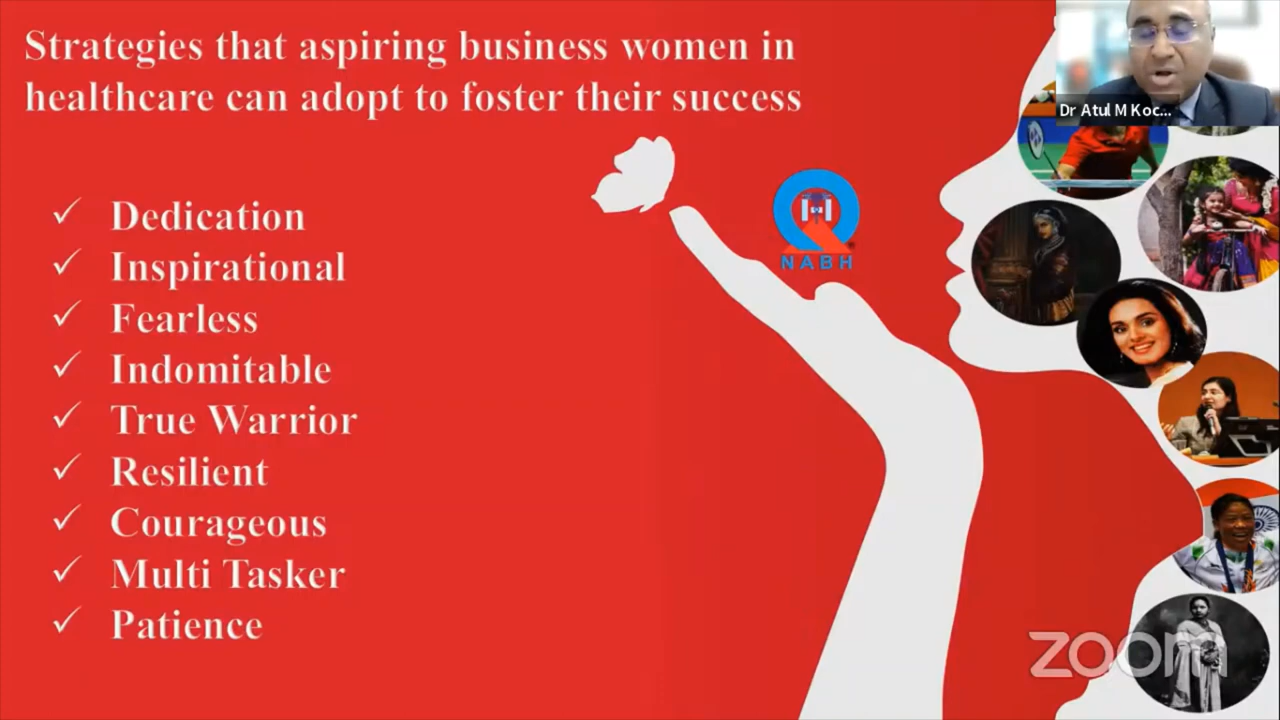 Strategies that aspiring business women in
healthcare can adopt to foster their success
Dr Atul M Koc...
✓ Dedication
✓ Inspirational
✓ Fearless
✓ Indomitable
✓ True Warrior
✓ Resilient
✓ Courageous
✓ Multi Tasker
✓ Patience
NABH
zoom